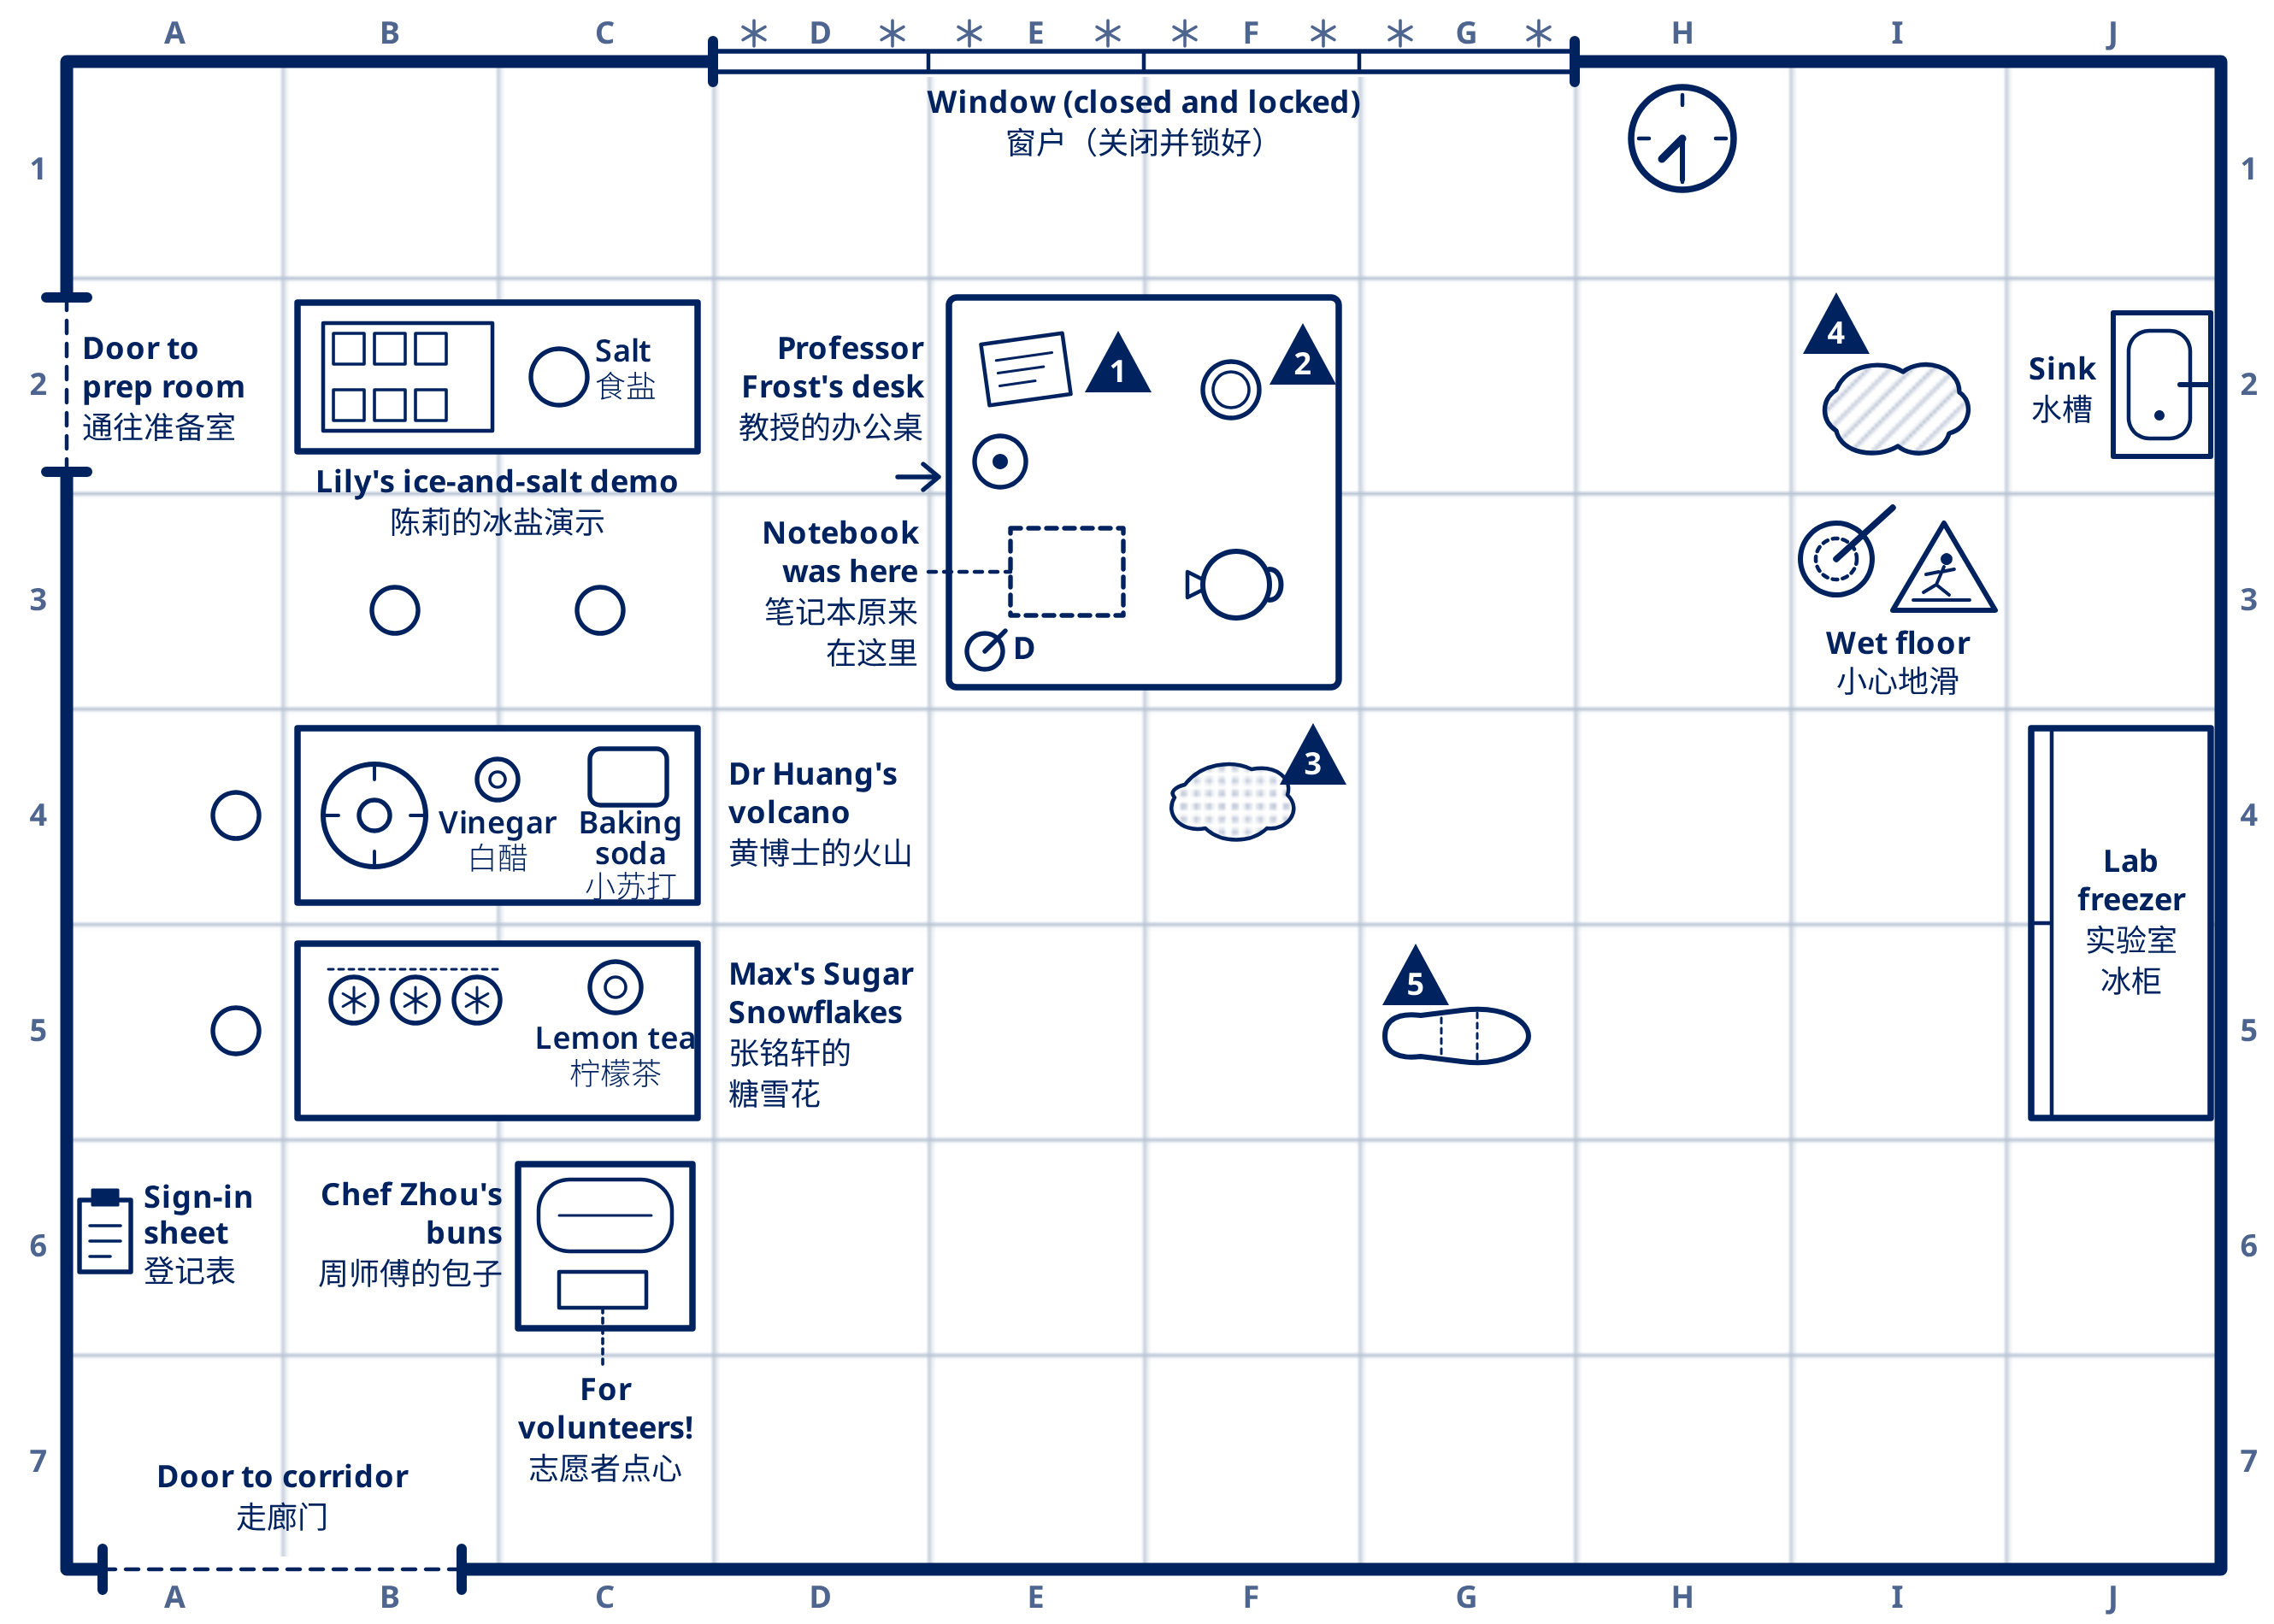 A B C D E F G H I J
Window (closed and locked)
窗户（关闭并锁好）
1 1
Door to
prep room
通往准备室
2 2
Salt
食盐
Lily's ice-and-salt demo
陈莉的冰盐演示
Professor
Frost's desk
教授的办公桌
1
2
4
Sink
水槽
3 3
Notebook
was here
笔记本原来
在这里
D
Wet floor
小心地滑
4 4
Vinegar
白醋
Baking
soda
小苏打
Dr Huang's
volcano
黄博士的火山
3
Lab
freezer
实验室
冰柜
5 5
Lemon tea
柠檬茶
Max's Sugar
Snowflakes
张铭轩的
糖雪花
5
6 6
Sign-in
sheet
登记表
Chef Zhou's
buns
周师傅的包子
For
volunteers!
志愿者点心
7 7
Door to corridor
走廊门
A B C D E F G H I J